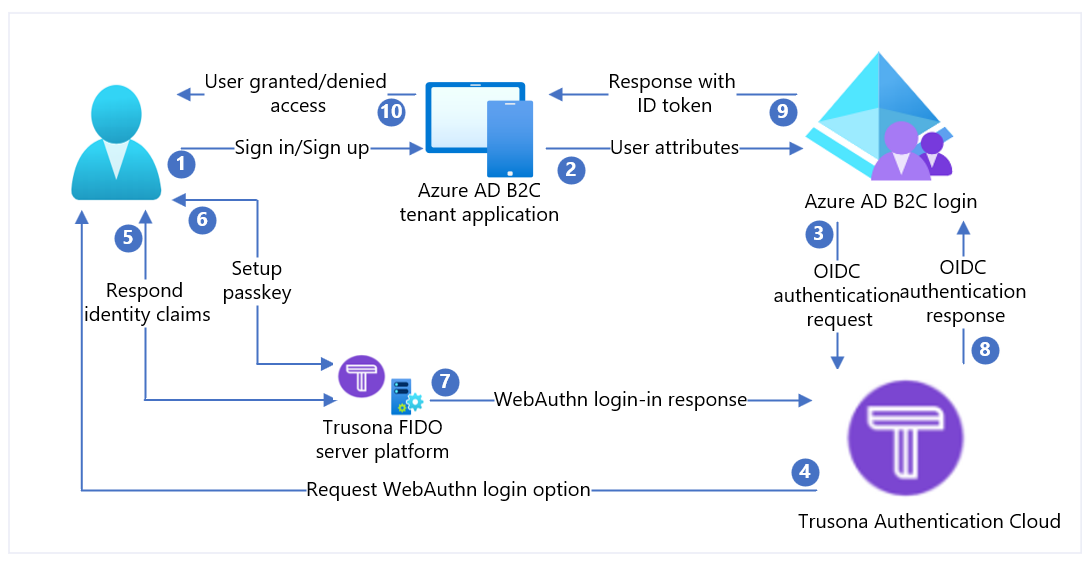 User granted/denied
access
10
Response with
ID token
9
1
Sign in/Sign up
2
User attributes
Azure AD B2C
tenant application
Azure AD B2C login
6
5
3
Setup
passkey
Respond
identity claims
OIDC
authentication
request
OIDC
authentication
response
8
7
WebAuthn login-in response
Trusona FIDO
server platform
4
Request WebAuthn login option
Trusona Authentication Cloud